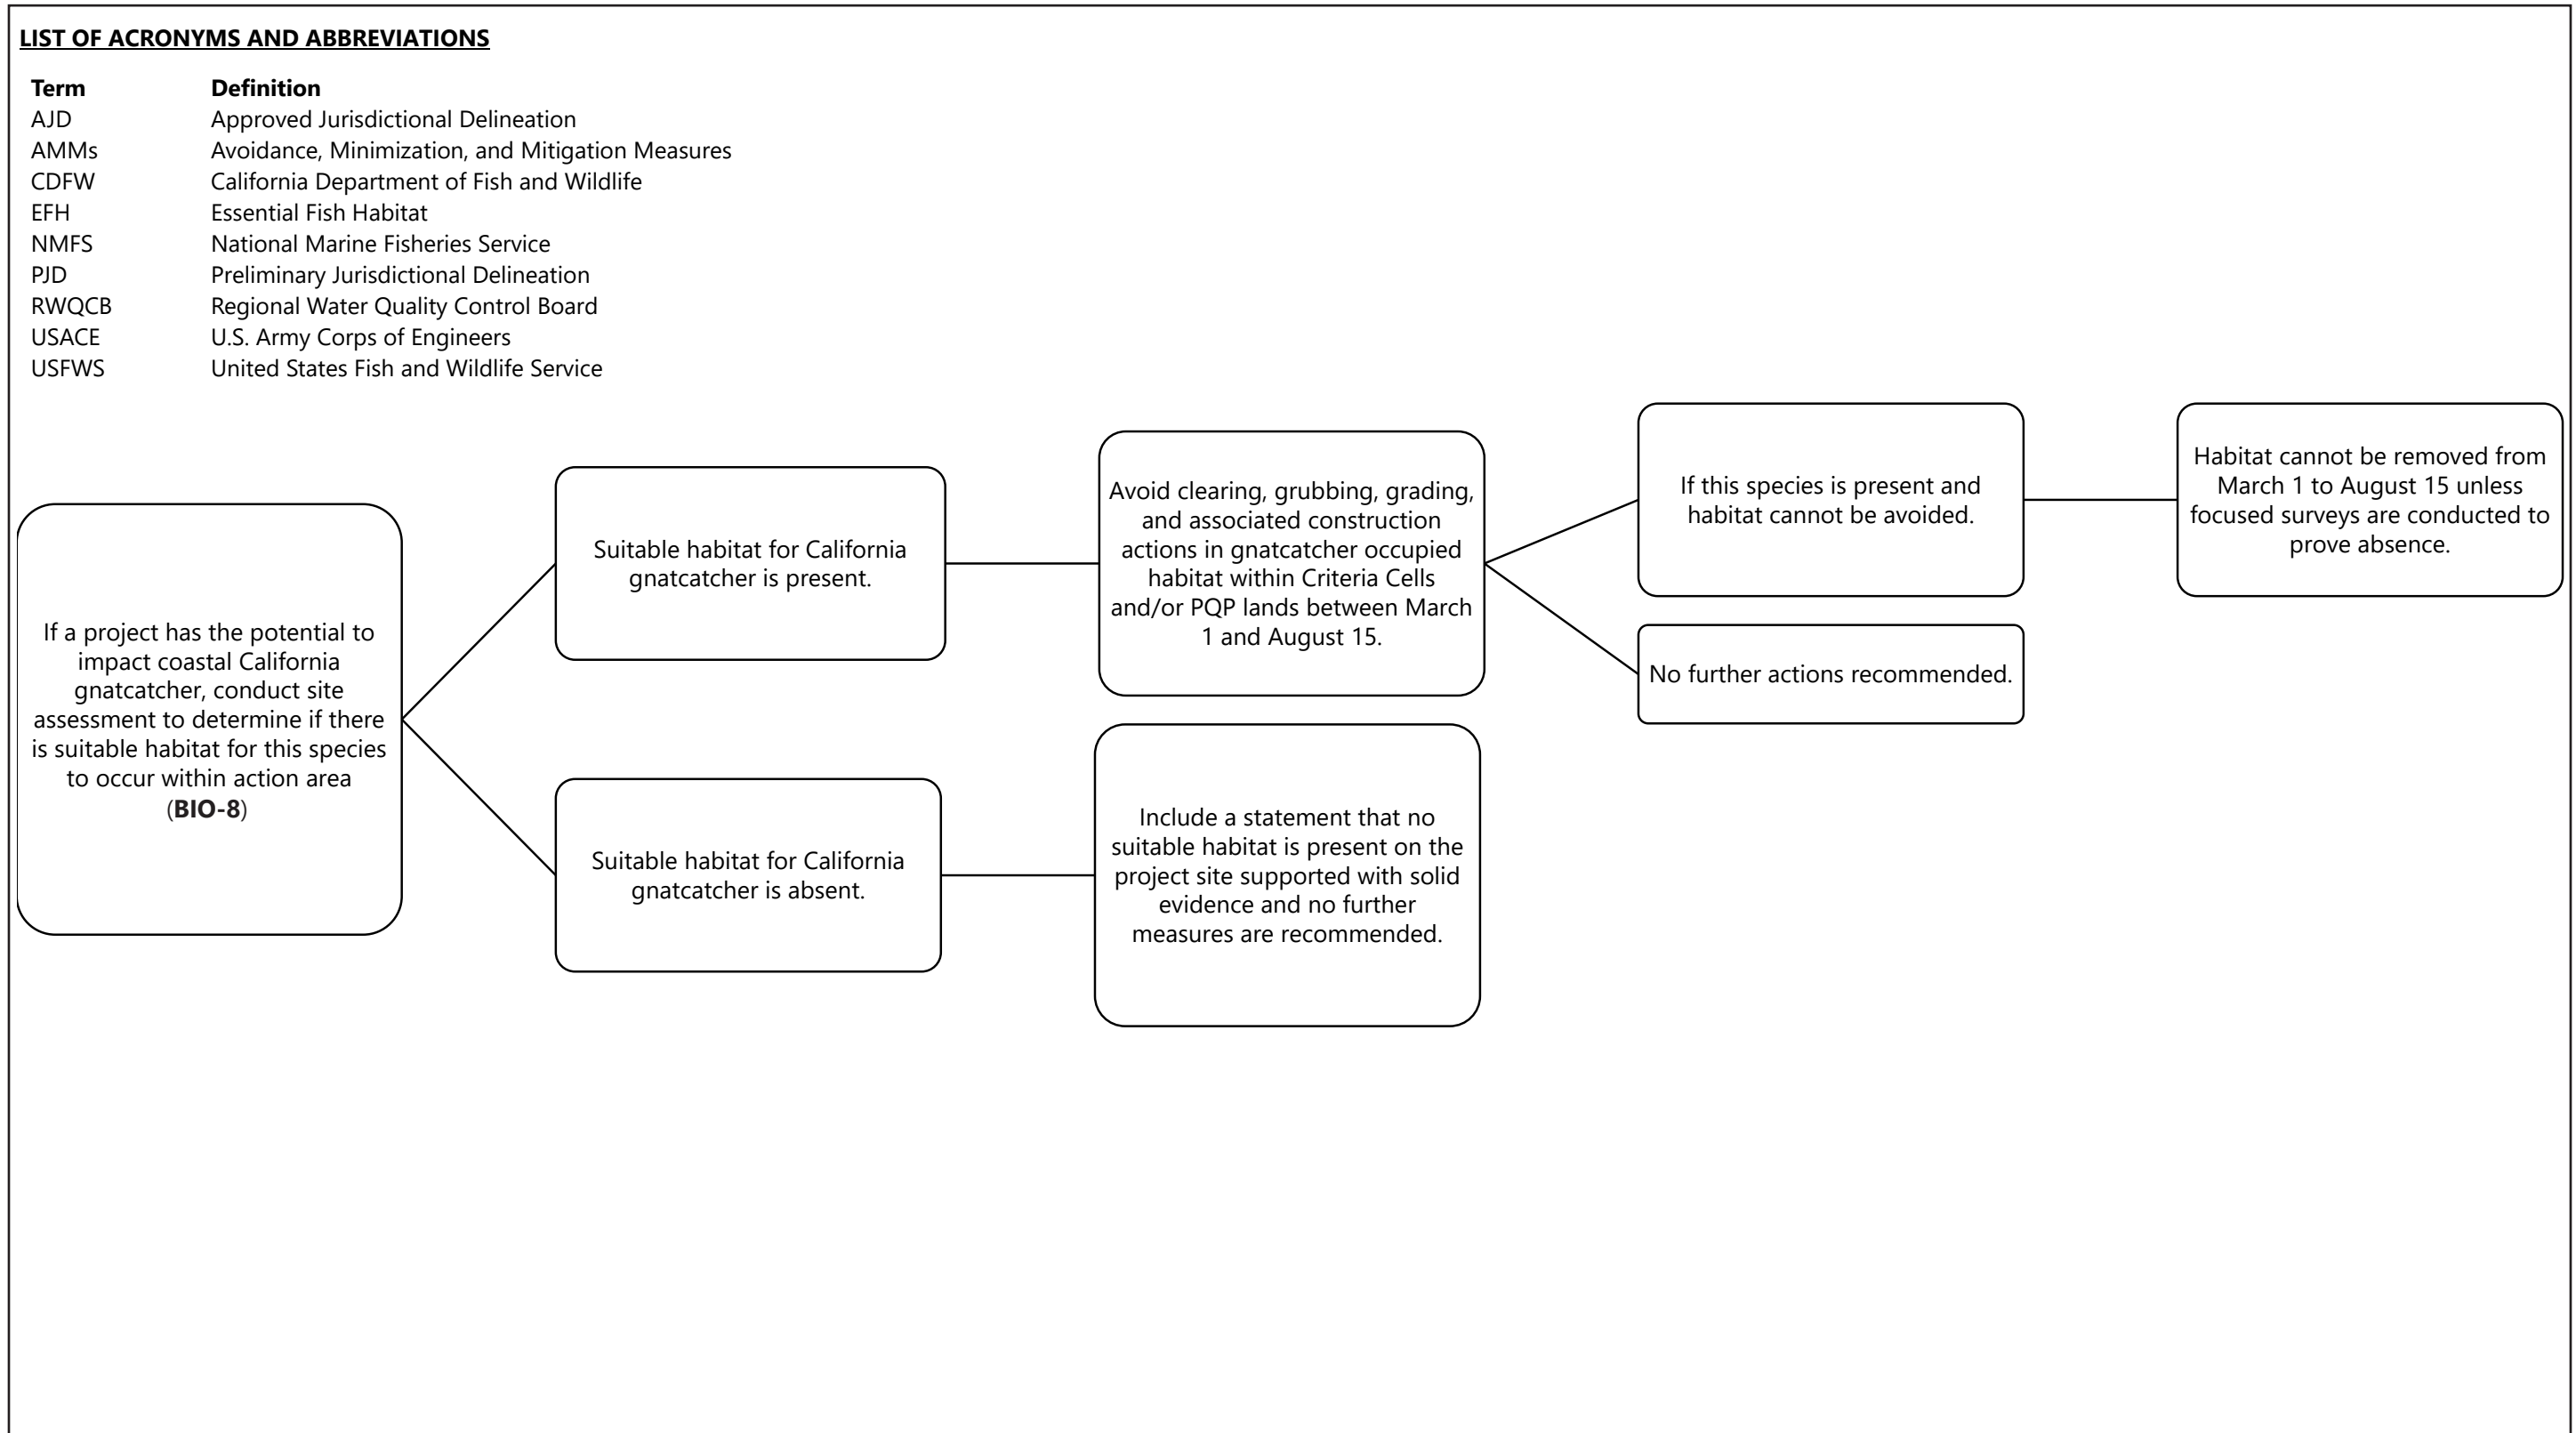 LIST OF ACRONYMS AND ABBREVIATIONS
Term Definition
AJD Approved Jurisdictional Delineation
AMMs Avoidance, Minimization, and Mitigation Measures
CDFW California Department of Fish and Wildlife
EFH Essential Fish Habitat
NMFS National Marine Fisheries Service
PJD Preliminary Jurisdictional Delineation
RWQCB Regional Water Quality Control Board
USACE U.S. Army Corps of Engineers
USFWS United States Fish and Wildlife Service
If a project has the potential to
impact coastal California
gnatcatcher, conduct site
assessment to determine if there
is suitable habitat for this species
to occur within action area
(BIO-8)
Suitable habitat for California
gnatcatcher is present.
Avoid clearing, grubbing, grading,
and associated construction
actions in gnatcatcher occupied
habitat within Criteria Cells
and/or PQP lands between March
1 and August 15.
If this species is present and
habitat cannot be avoided.
Habitat cannot be removed from
March 1 to August 15 unless
focused surveys are conducted to
prove absence.
No further actions recommended.
Suitable habitat for California
gnatcatcher is absent.
Include a statement that no
suitable habitat is present on the
project site supported with solid
evidence and no further
measures are recommended.